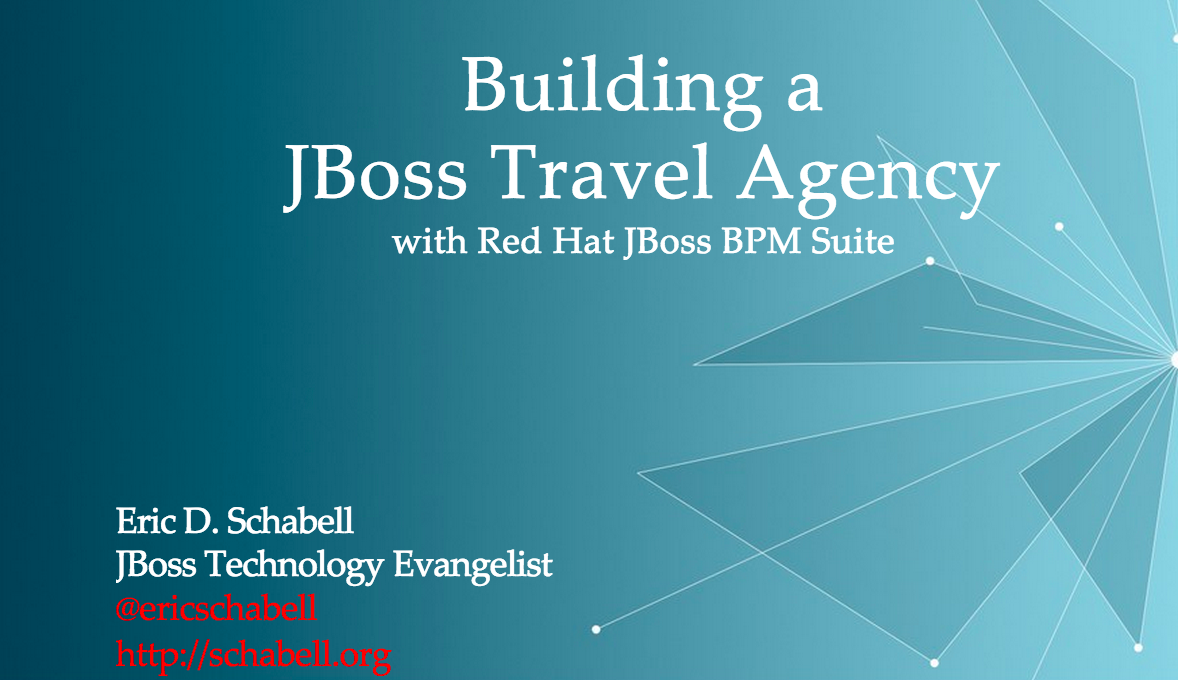 Building a
JBoss Travel Agency
with Red Hat JBoss BPM Suite
Eric D. Schabell
JBoss Technology Evangelist
@ericschabell
http://schabell.org